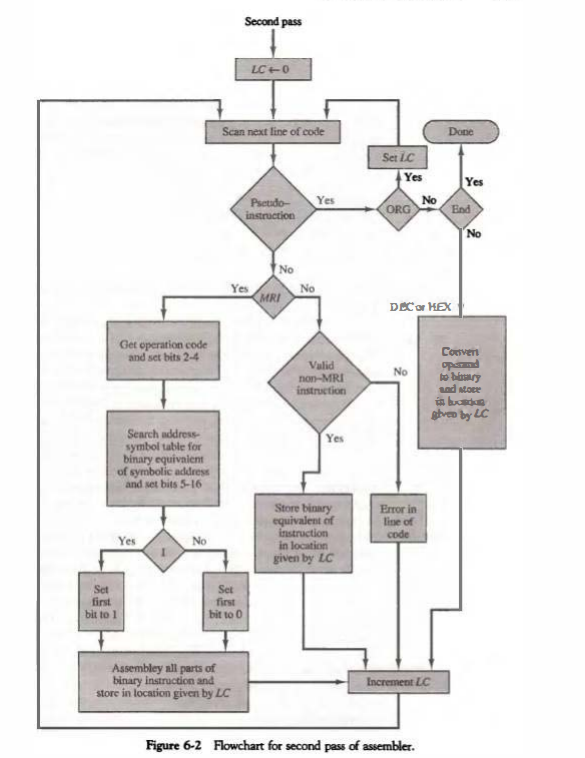 Second pass
LC ← 0
Scan next line of code
Done
Set LC
Yes
Yes
Pseudo-
instruction
Yes
ORG
No
End
No
No
Yes
MRI
No
DEC or HEX
Get operation code
and set bits 2-4
Valid
non-MRI
instruction
No
Convert
operand
to binary
and store
in location
given by LC
Search address-
symbol table for
binary equivalent
of symbolic address
and set bits 5-16
Yes
Store binary
equivalent of
instruction
in location
given by LC
Error in
line of
code
Yes
I
No
Set
first
bit to 1
Set
first
bit to 0
Assembley all parts of
binary instruction and
store in location given by LC
Increment LC
Figure 6-2 Flowchart for second pass of assembler.